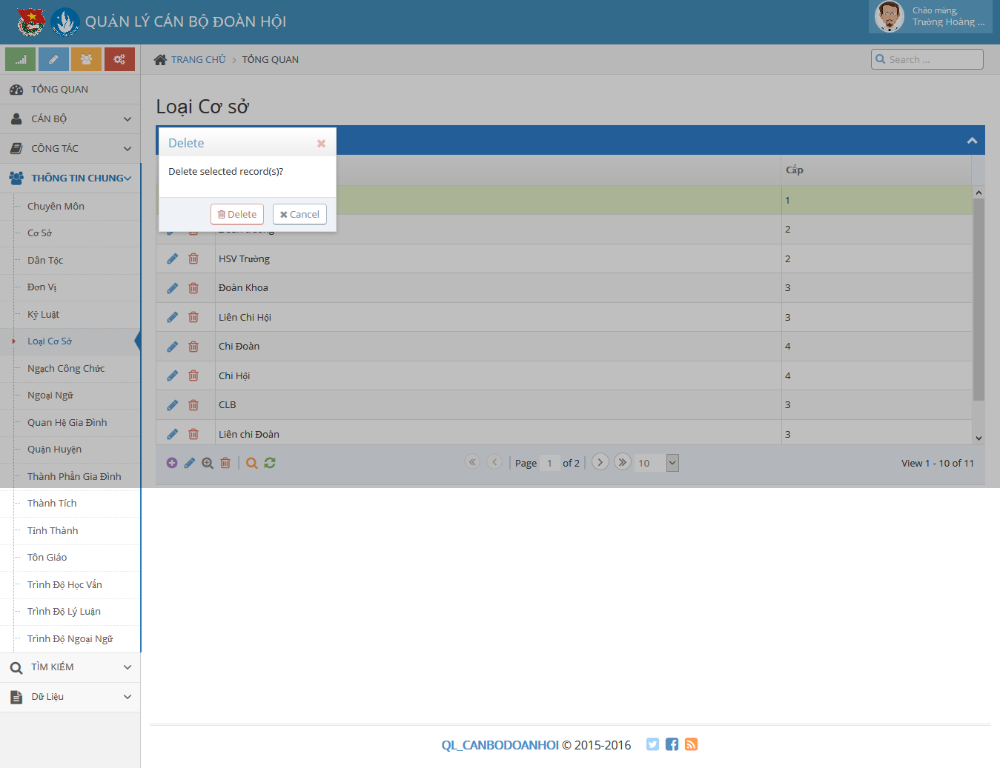 QUẢN LÝ CÁN BỘ ĐOÀN HỘI
Chào mừng,
Trường Hoàng ...
TRANG CHỦ > TỔNG QUAN
Search ...
TỔNG QUAN
CÁN BỘ
CÔNG TÁC
THÔNG TIN CHUNG
Chuyên Môn
Cơ Sở
Dân Tộc
Đơn Vị
Kỷ Luật
Loại Cơ Sở
Ngạch Công Chức
Ngoại Ngữ
Quan Hệ Gia Đình
Quận Huyện
Thành Phần Gia Đình
Thành Tích
Tỉnh Thành
Tôn Giáo
Trình Độ Học Vấn
Trình Độ Lý Luận
Trình Độ Ngoại Ngữ
TÌM KIẾM
Dữ Liệu
Loại Cơ sở
Delete
Delete selected record(s)?
Delete
Cancel
Cấp
1
2
HSV Trường 2
Đoàn Khoa 3
Liên Chi Hội 3
Chi Đoàn 4
Chi Hội 4
CLB 3
Liên chi Đoàn 3
Page 1 of 2
10
View 1 - 10 of 11
QL_CANBODOANHOI © 2015-2016